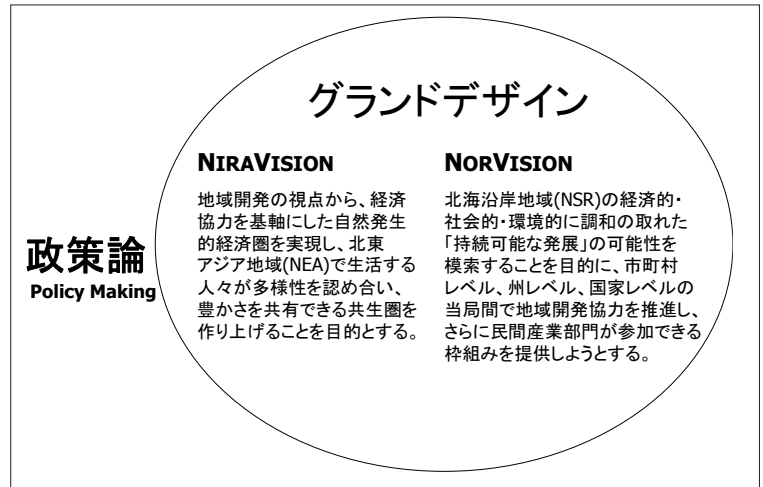 グランドデザイン
NIRAVISION
地域開発の視点から、経済
協力を基軸にした自然発生
的経済圏を実現し、北東
アジア地域(NEA)で生活する
人々が多様性を認め合い、
豊かさを共有できる共生圏を
作り上げることを目的とする。
NORVISION
北海沿岸地域(NSR)の経済的・
社会的・環境的に調和の取れた
「持続可能な発展」の可能性を
模索することを目的に、市町村
レベル、州レベル、国家レベルの
当局間で地域開発協力を推進し、
さらに民間産業部門が参加できる
枠組みを提供しようとする。
政策論
Policy Making